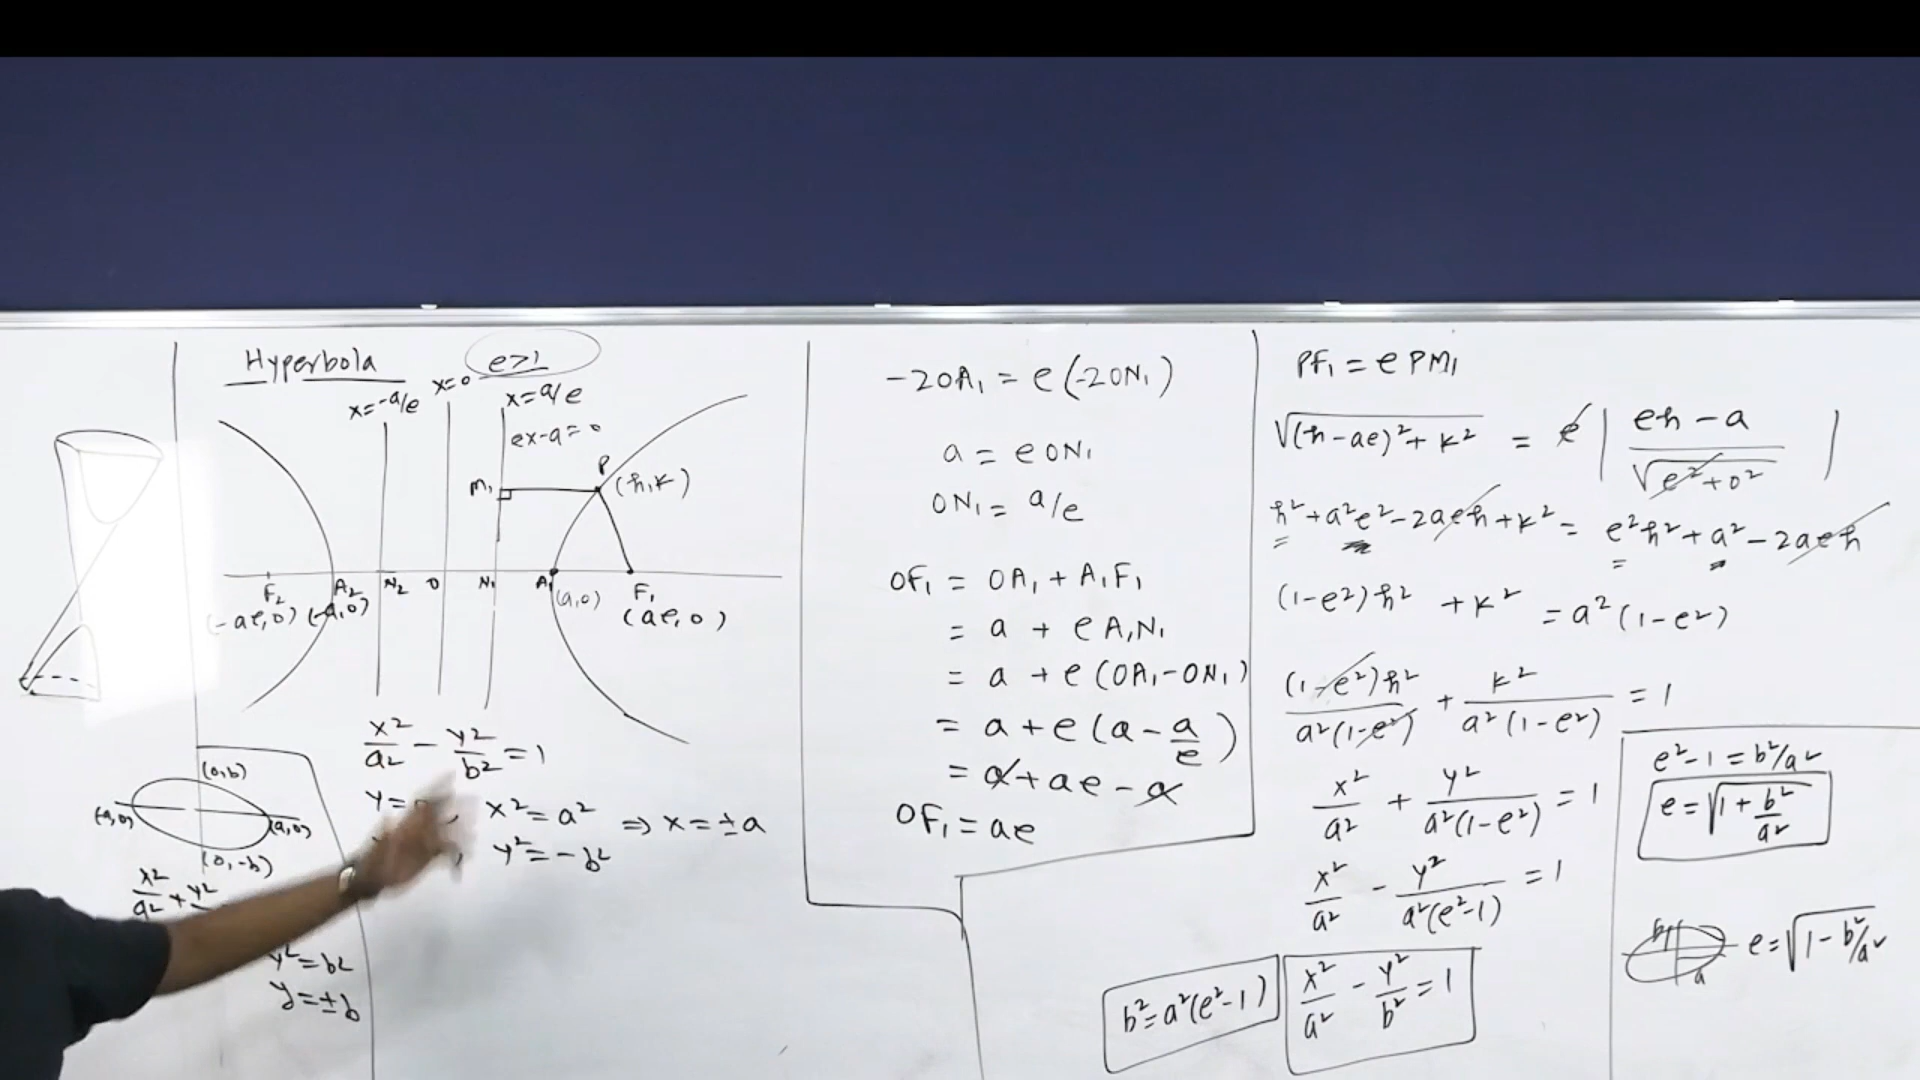 Hyperbola e>1
x=-a/e x=0 x=a/e
ex-a=0
P
M₁ (h,k)
F₂ A₂ N₂ O N₁ A₁ F₁
(-ae,0) (-a,0) (a,0) (ae,0)
x²/a² - y²/b² = 1
x² = a² ⇒ x = ±a
y² = -b²
(0,b)
(-a,0) (a,0)
(0,-b)
x²/a² + y²
y² = b²
y = ±b
-2OA₁ = e(-2ON₁)
a = e ON₁
ON₁ = a/e
OF₁ = OA₁ + A₁F₁
= a + e A₁N₁
= a + e (OA₁-ON₁)
= a + e (a - a/e)
= a + ae - a
OF₁ = ae
PF₁ = e PM₁
√(h-ae)² + k² = e | eh - a / √e²+0² |
h² + a²e² - 2aeh + k² = e²h² + a² - 2aeh
(1-e²)h² + k² = a²(1-e²)
(1-e²)h²/a²(1-e²) + k²/a²(1-e²) = 1
x²/a² + y²/a²(1-e²) = 1
x²/a² - y²/a²(e²-1) = 1
b² = a²(e²-1) x²/a² - y²/b² = 1
e²-1 = b²/a²
e = √1 + b²/a²
b
a
e = √1 - b²/a²